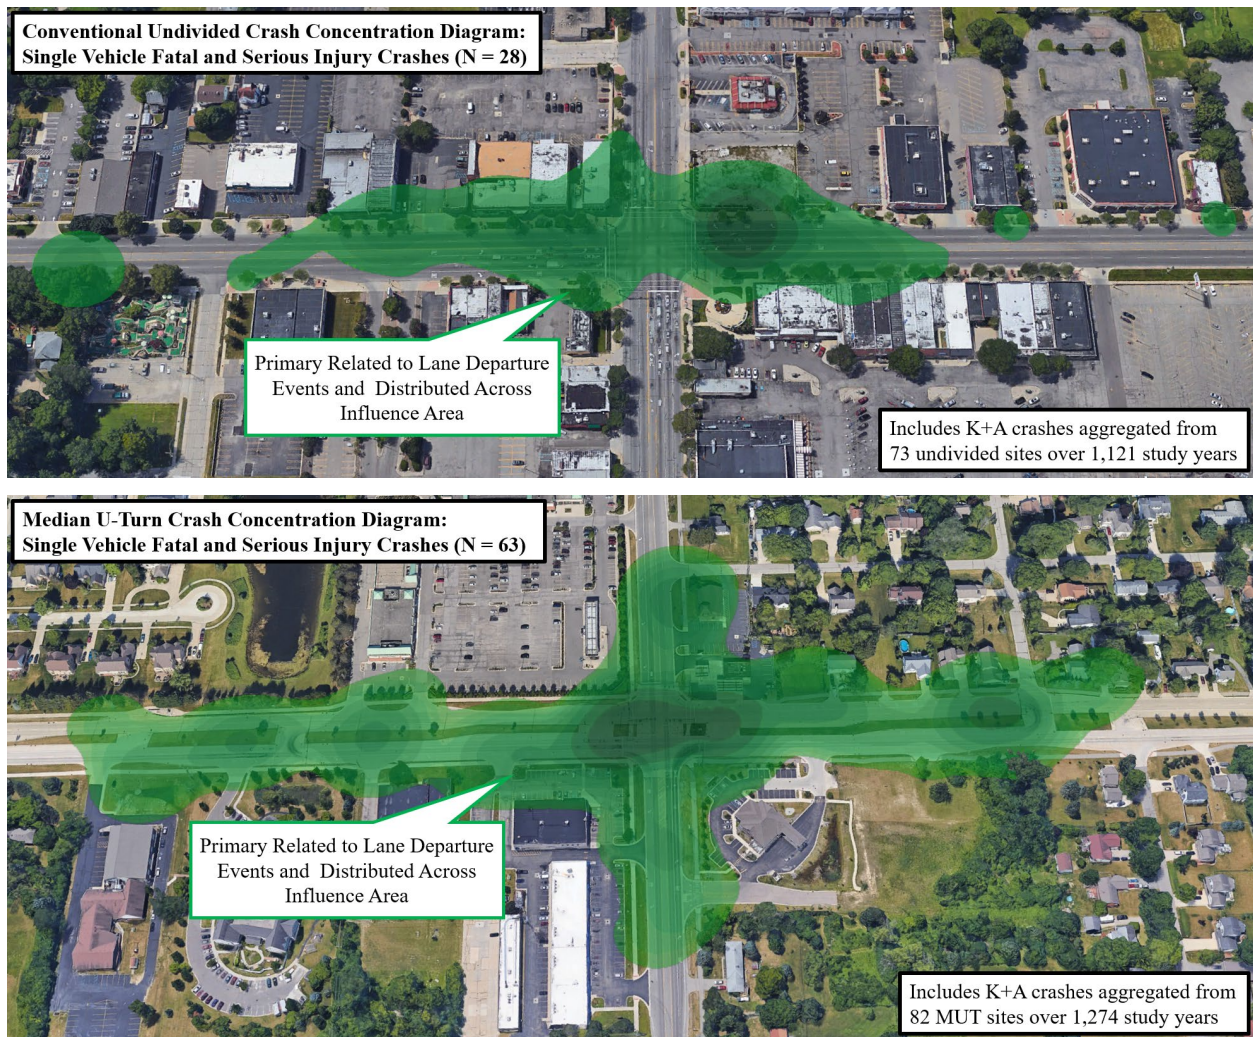 Conventional Undivided Crash Concentration Diagram:
Single Vehicle Fatal and Serious Injury Crashes (N = 28)
Primary Related to Lane Departure
Events and Distributed Across
Influence Area
Includes K+A crashes aggregated from
73 undivided sites over 1,121 study years
Median U-Turn Crash Concentration Diagram:
Single Vehicle Fatal and Serious Injury Crashes (N = 63)
Primary Related to Lane Departure
Events and Distributed Across
Influence Area
Includes K+A crashes aggregated from
82 MUT sites over 1,274 study years